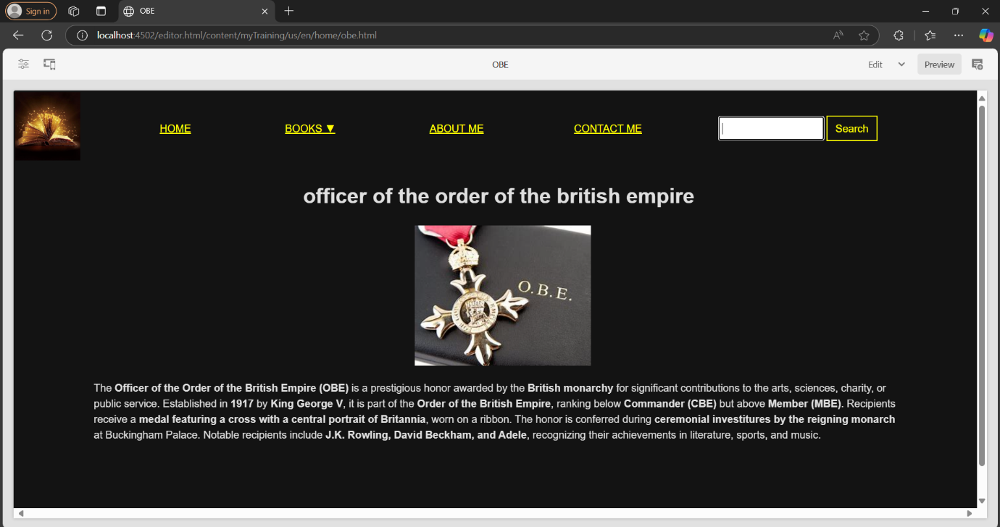 Sign in
OBE
localhost:4502/editor.html/content/myTraining/us/en/home/obe.html
OBE
Edit
Preview
HOME
BOOKS ▼
ABOUT ME
CONTACT ME
Search
officer of the order of the british empire
O.B.E.
The Officer of the Order of the British Empire (OBE) is a prestigious honor awarded by the British monarchy for significant contributions to the arts, sciences, charity, or
public service. Established in 1917 by King George V, it is part of the Order of the British Empire, ranking below Commander (CBE) but above Member (MBE). Recipients
receive a medal featuring a cross with a central portrait of Britannia, worn on a ribbon. The honor is conferred during ceremonial investitures by the reigning monarch
at Buckingham Palace. Notable recipients include J.K. Rowling, David Beckham, and Adele, recognizing their achievements in literature, sports, and music.